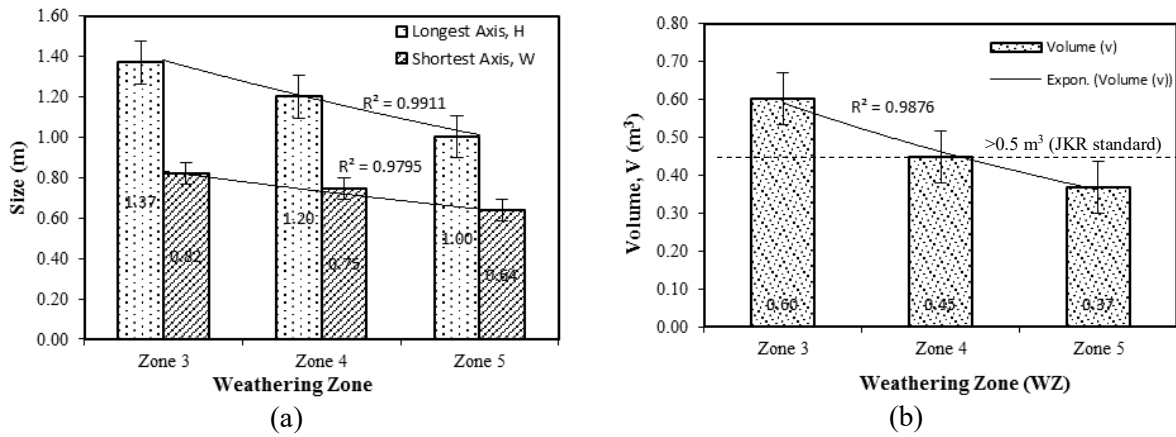 1.60
1.40
1.20
1.00
0.80
0.60
0.40
0.20
0.00
Size (m)
Longest Axis, H
Shortest Axis, W
R² = 0.9911
R² = 0.9795
1.37
0.82
1.20
0.75
1.00
0.64
Zone 3
Zone 4
Zone 5
Weathering Zone
(a)
0.80
0.70
0.60
0.50
0.40
0.30
0.20
0.10
0.00
Volume, V (m³)
Volume (v)
Expon. (Volume (v))
R² = 0.9876
>0.5 m³ (JKR standard)
0.60
0.45
0.37
Zone 3
Zone 4
Zone 5
Weathering Zone (WZ)
(b)